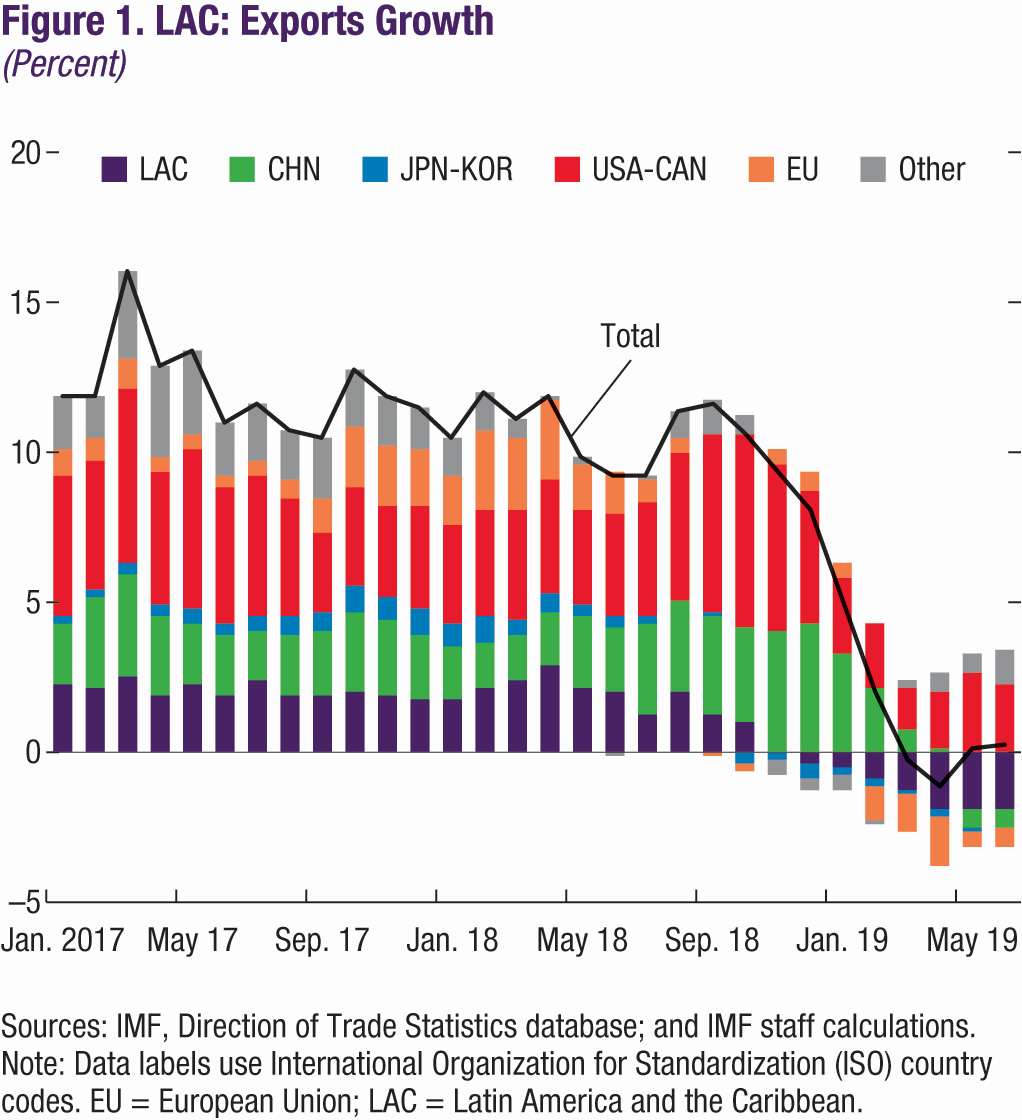 Figure 1. LAC: Exports Growth
(Percent)
20
LAC CHN JPN-KOR USA-CAN EU Other
15
Total
10
5
0
–5
Jan. 2017 May 17 Sep. 17 Jan. 18 May 18 Sep. 18 Jan. 19 May 19
Sources: IMF, Direction of Trade Statistics database; and IMF staff calculations.
Note: Data labels use International Organization for Standardization (ISO) country
codes. EU = European Union; LAC = Latin America and the Caribbean.